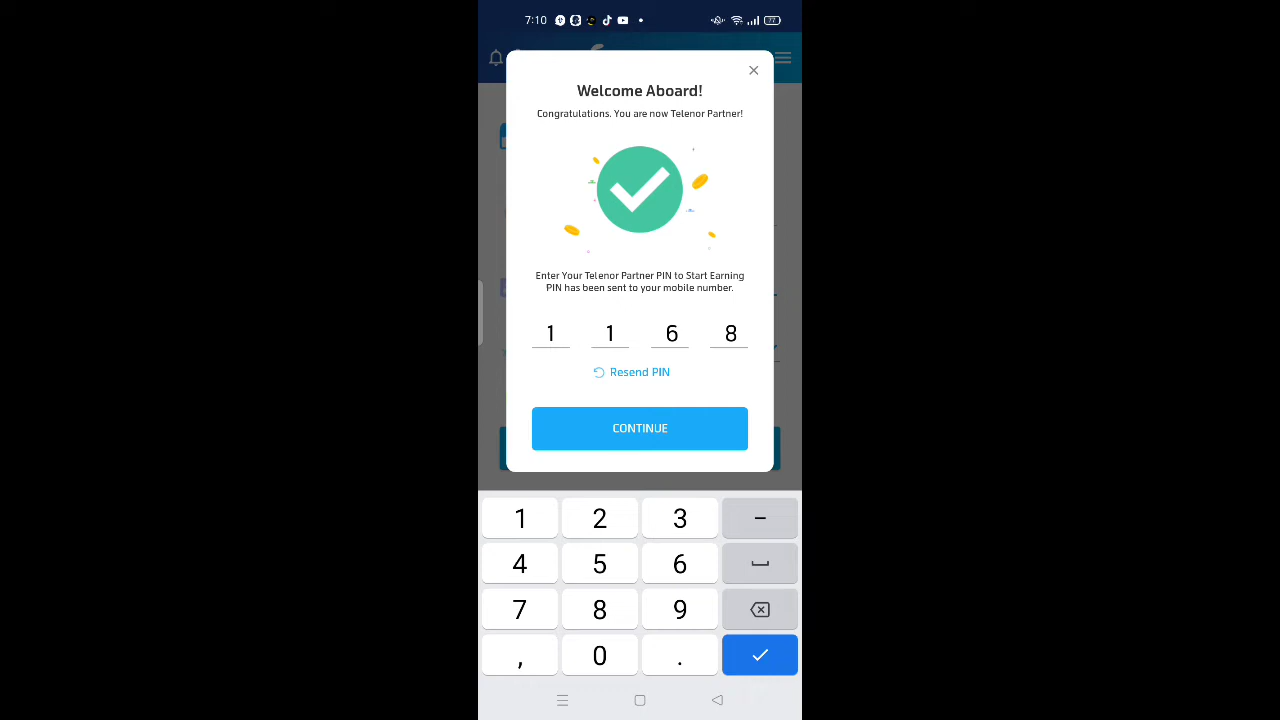 7:10
77
Welcome Aboard!
Congratulations. You are now Telenor Partner!
Enter Your Telenor Partner PIN to Start Earning
PIN has been sent to your mobile number.
1 1 6 8
Resend PIN
CONTINUE
1 2 3 –
4 5 6
7 8 9
, 0 .